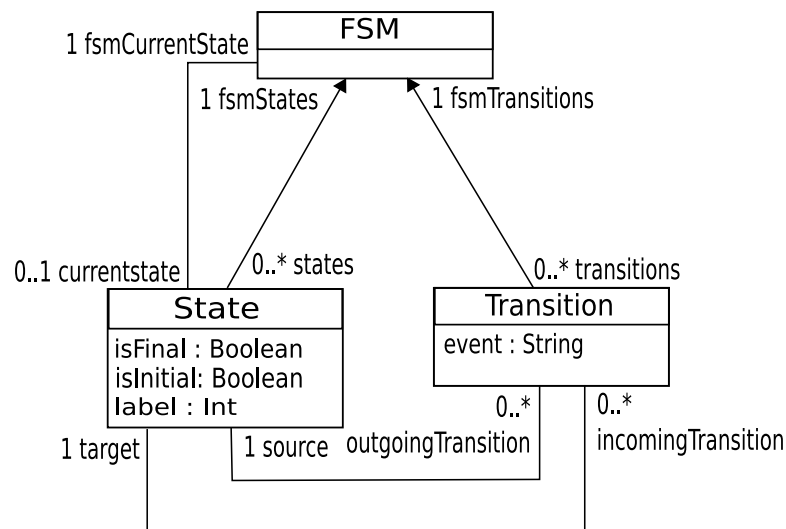 FSM
1 fsmCurrentState
1 fsmStates
1 fsmTransitions
0..1 currentstate
0..* states
0..* transitions
State
isFinal : Boolean
isInitial: Boolean
label : Int
Transition
event : String
1 target
1 source
0..*
outgoingTransition
0..*
incomingTransition